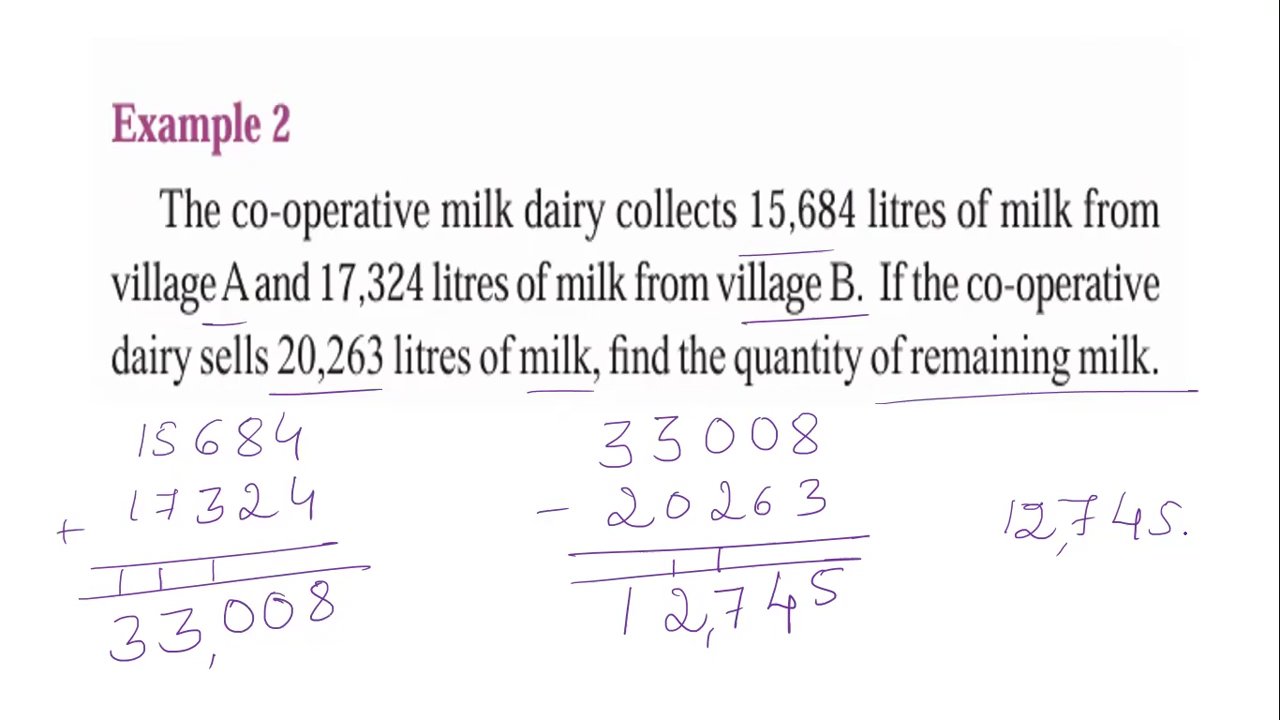 Example 2
The co-operative milk dairy collects 15,684 litres of milk from
village A and 17,324 litres of milk from village B. If the co-operative
dairy sells 20,263 litres of milk, find the quantity of remaining milk.
15684
+ 17324
33,008
33008
- 20263
12,745
12,745.